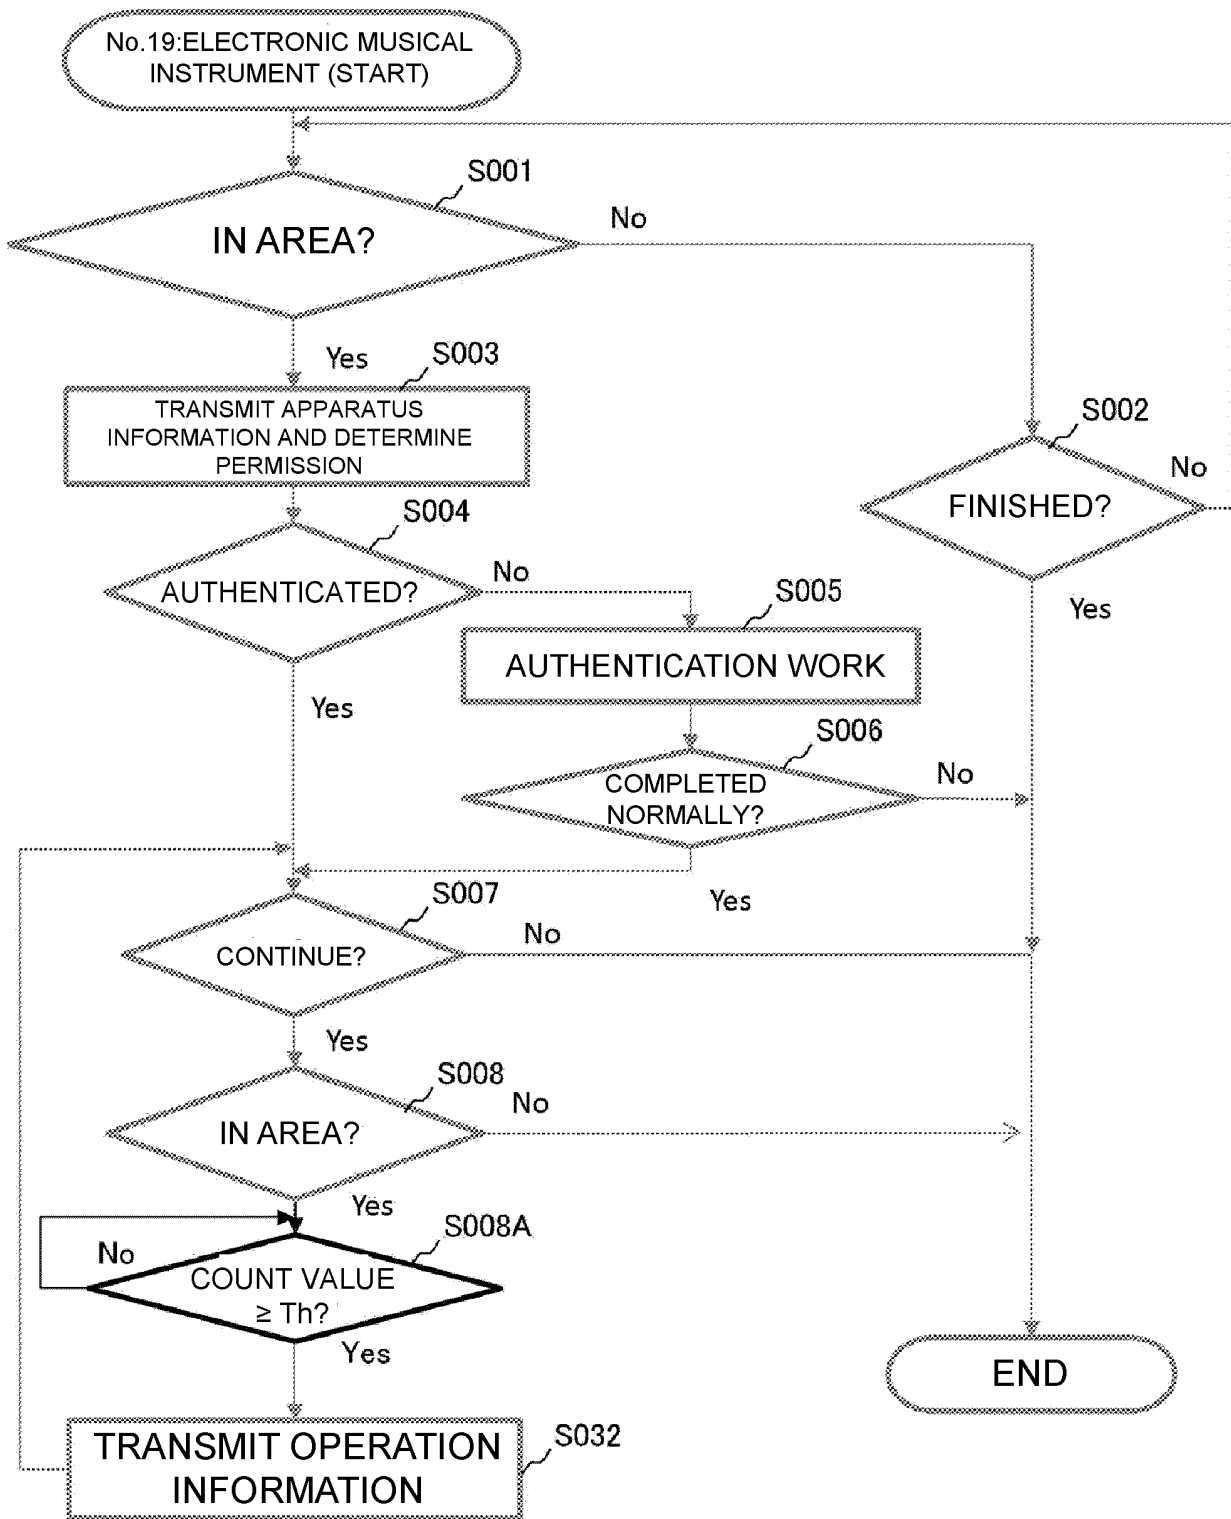 No.19:ELECTRONIC MUSICAL
INSTRUMENT (START)
S001
IN AREA?
No
Yes
S003
TRANSMIT APPARATUS
INFORMATION AND DETERMINE
PERMISSION
S002
No
FINISHED?
Yes
S004
AUTHENTICATED?
No
Yes
S005
AUTHENTICATION WORK
S006
COMPLETED
NORMALLY?
No
Yes
S007
CONTINUE?
No
Yes
S008
IN AREA?
No
Yes
S008A
No
COUNT VALUE
≥ Th?
Yes
END
TRANSMIT OPERATION
INFORMATION
S032